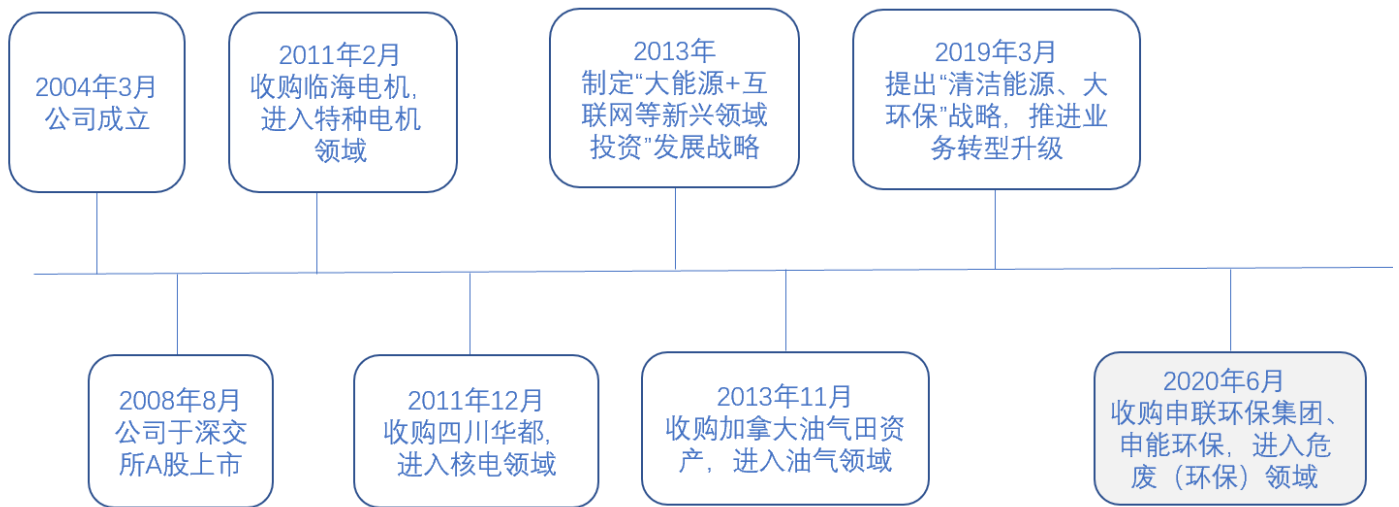 2004年3月
公司成立
2011年2月
收购临海电机，
进入特种电机
领域
2013年
制定“大能源+互
联网等新兴领域
投资”发展战略
2019年3月
提出“清洁能源、大
环保”战略，推进业
务转型升级
2008年8月
公司于深交
所A股上市
2011年12月
收购四川华都，
进入核电领域
2013年11月
收购加拿大油气田资
产，进入油气领域
2020年6月
收购申联环保集团、
申能环保，进入危
废（环保）领域